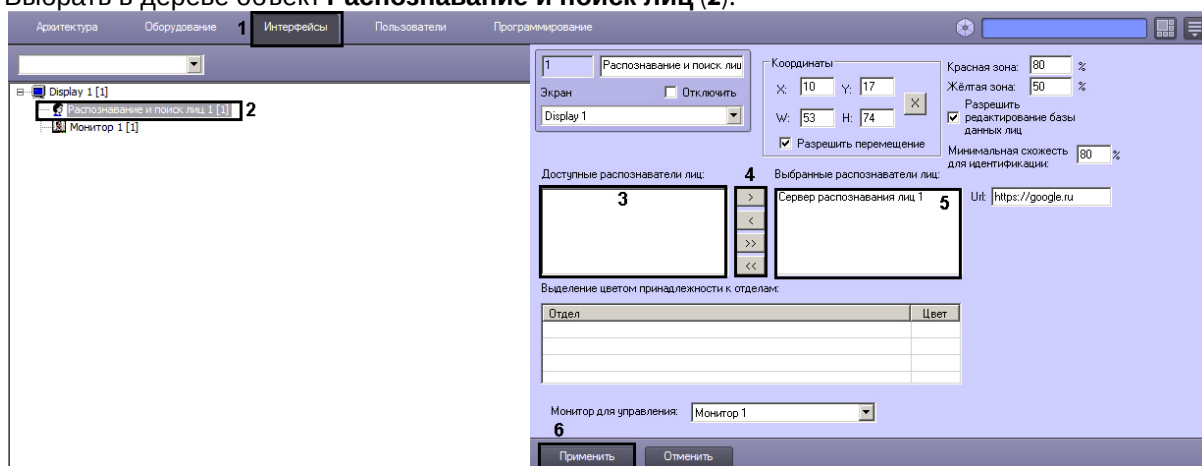 Выбрать в дереве объект Распознавание и поиск лиц (2).
Архитектура Оборудование 1 Интерфейсы Пользователи Программирование
Display 1 [1]
Распознавание и поиск лиц 1 [1] 2
Монитор 1 [1]
1 Распознавание и поиск лиц
Экран Отключить
Display 1
Координаты
X: 10 Y: 17
W: 53 H: 74 X
Разрешить перемещение
Красная зона: 80 %
Жёлтая зона: 50 %
Разрешить
редактирование базы
данных лиц
Минимальная схожесть
для идентификации: 80 %
Доступные распознаватели лиц: 4 Выбранные распознаватели лиц:
3 > Сервер распознавания лиц 1 5 Url: https://google.ru
<
>>
<<
Выделение цветом принадлежности к отделам:
Отдел Цвет
Монитор для управления: Монитор 1
6
Применить Отменить